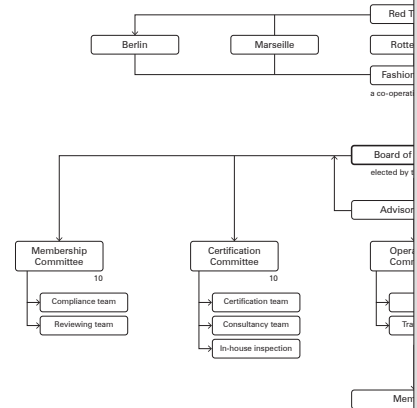 Red T
Berlin
Marseille
Rotte
Fashion
a co-operati
Board of
elected by t
Advisor
Membership
Committee
10
Certification
Committee
10
Opera
Comm
Compliance team
Reviewing team
Certification team
Consultancy team
In-house inspection
Tra
Mem